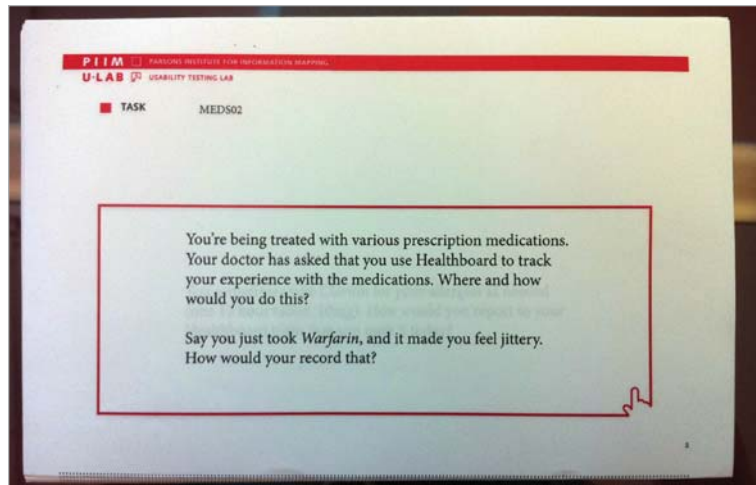 PIIM PARSONS INSTITUTE FOR INFORMATION MAPPING
U·LAB USABILITY TESTING LAB
TASK MEDS02
You're being treated with various prescription medications.
Your doctor has asked that you use Healthboard to track
your experience with the medications. Where and how
would you do this?
Say you just took Warfarin, and it made you feel jittery.
How would your record that?